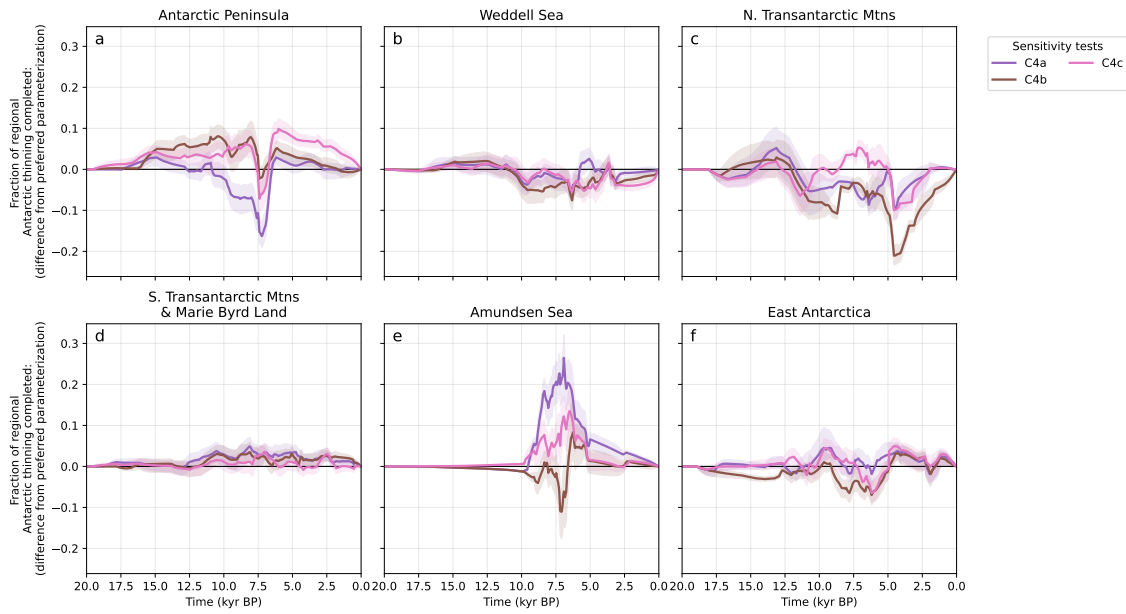 Antarctic Peninsula
Weddell Sea
N. Transantarctic Mtns
a
b
c
Sensitivity tests
C4a
C4c
C4b
0.3
0.2
0.1
0.0
−0.1
−0.2
Fraction of regional
Antarctic thinning completed:
(difference from preferred parameterization)
S. Transantarctic Mtns
& Marie Byrd Land
Amundsen Sea
East Antarctica
d
e
f
0.3
0.2
0.1
0.0
−0.1
−0.2
Fraction of regional
Antarctic thinning completed:
(difference from preferred parameterization)
20.0 17.5 15.0 12.5 10.0 7.5 5.0 2.5 0.0
20.0 17.5 15.0 12.5 10.0 7.5 5.0 2.5 0.0
20.0 17.5 15.0 12.5 10.0 7.5 5.0 2.5 0.0
Time (kyr BP)
Time (kyr BP)
Time (kyr BP)